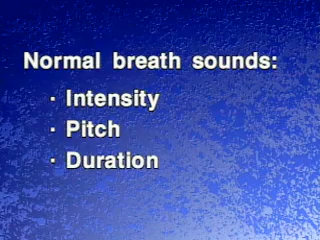 Normal breath sounds:
· Intensity
· Pitch
· Duration